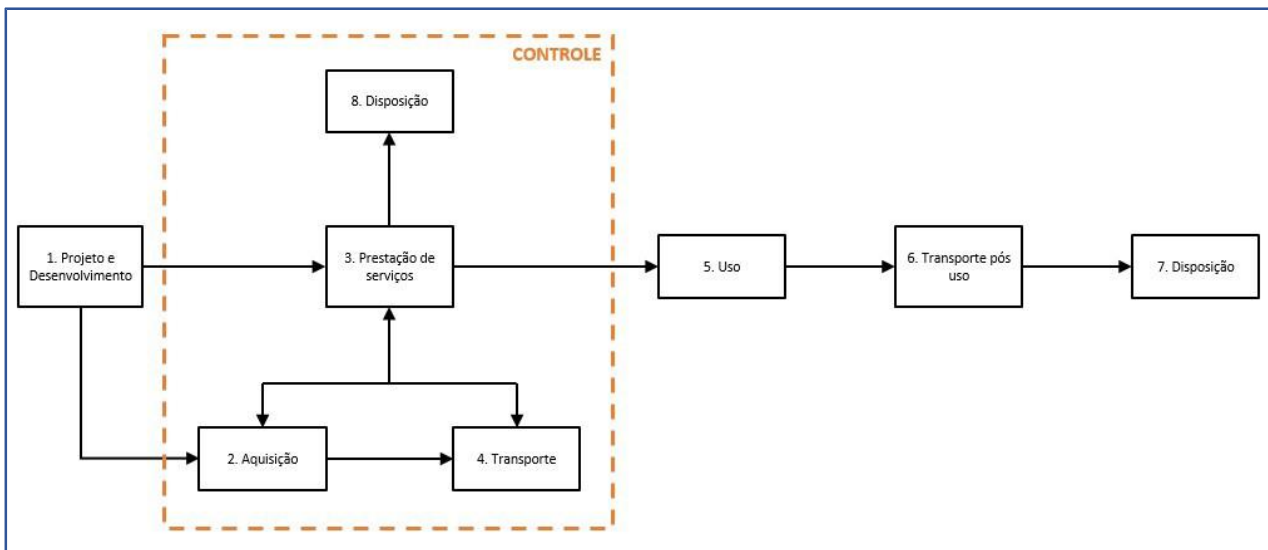 CONTROLE
8. Disposição
1. Projeto e
Desenvolvimento
3. Prestação de
serviços
5. Uso
6. Transporte pós
uso
7. Disposição
2. Aquisição
4. Transporte